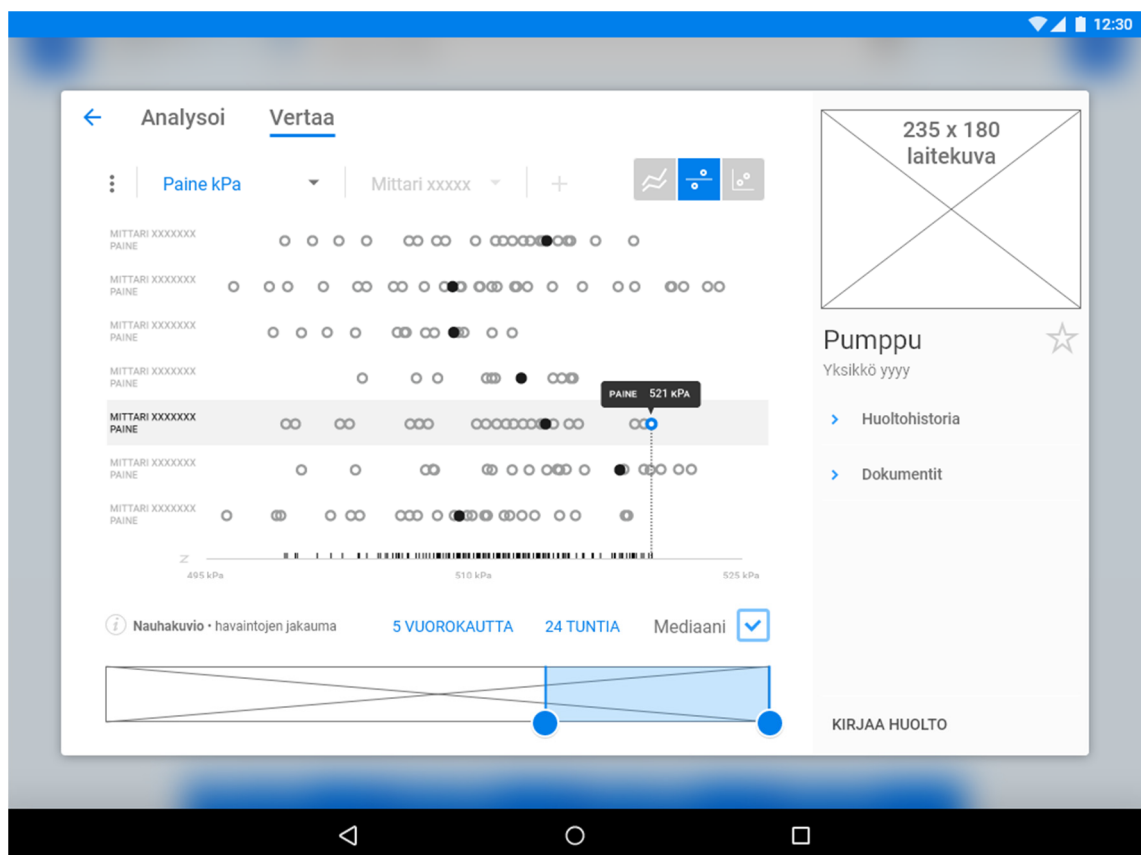 12:30
Analysoi Vertaa
Paine kPa Mittari xxxxx
MITTARI XXXXXXX
PAINE
MITTARI XXXXXXX
PAINE
MITTARI XXXXXXX
PAINE
MITTARI XXXXXXX
PAINE
PAINE 521 KPA
MITTARI XXXXXXX
PAINE
MITTARI XXXXXXX
PAINE
MITTARI XXXXXXX
PAINE
495 kPa 510 kPa 525 kPa
Nauhakuvio • havaintojen jakauma 5 VUOROKAUTTA 24 TUNTIA Mediaani
235 x 180
laitekuva
Pumppu
Yksikkö yyyy
Huoltohistoria
Dokumentit
KIRJAA HUOLTO